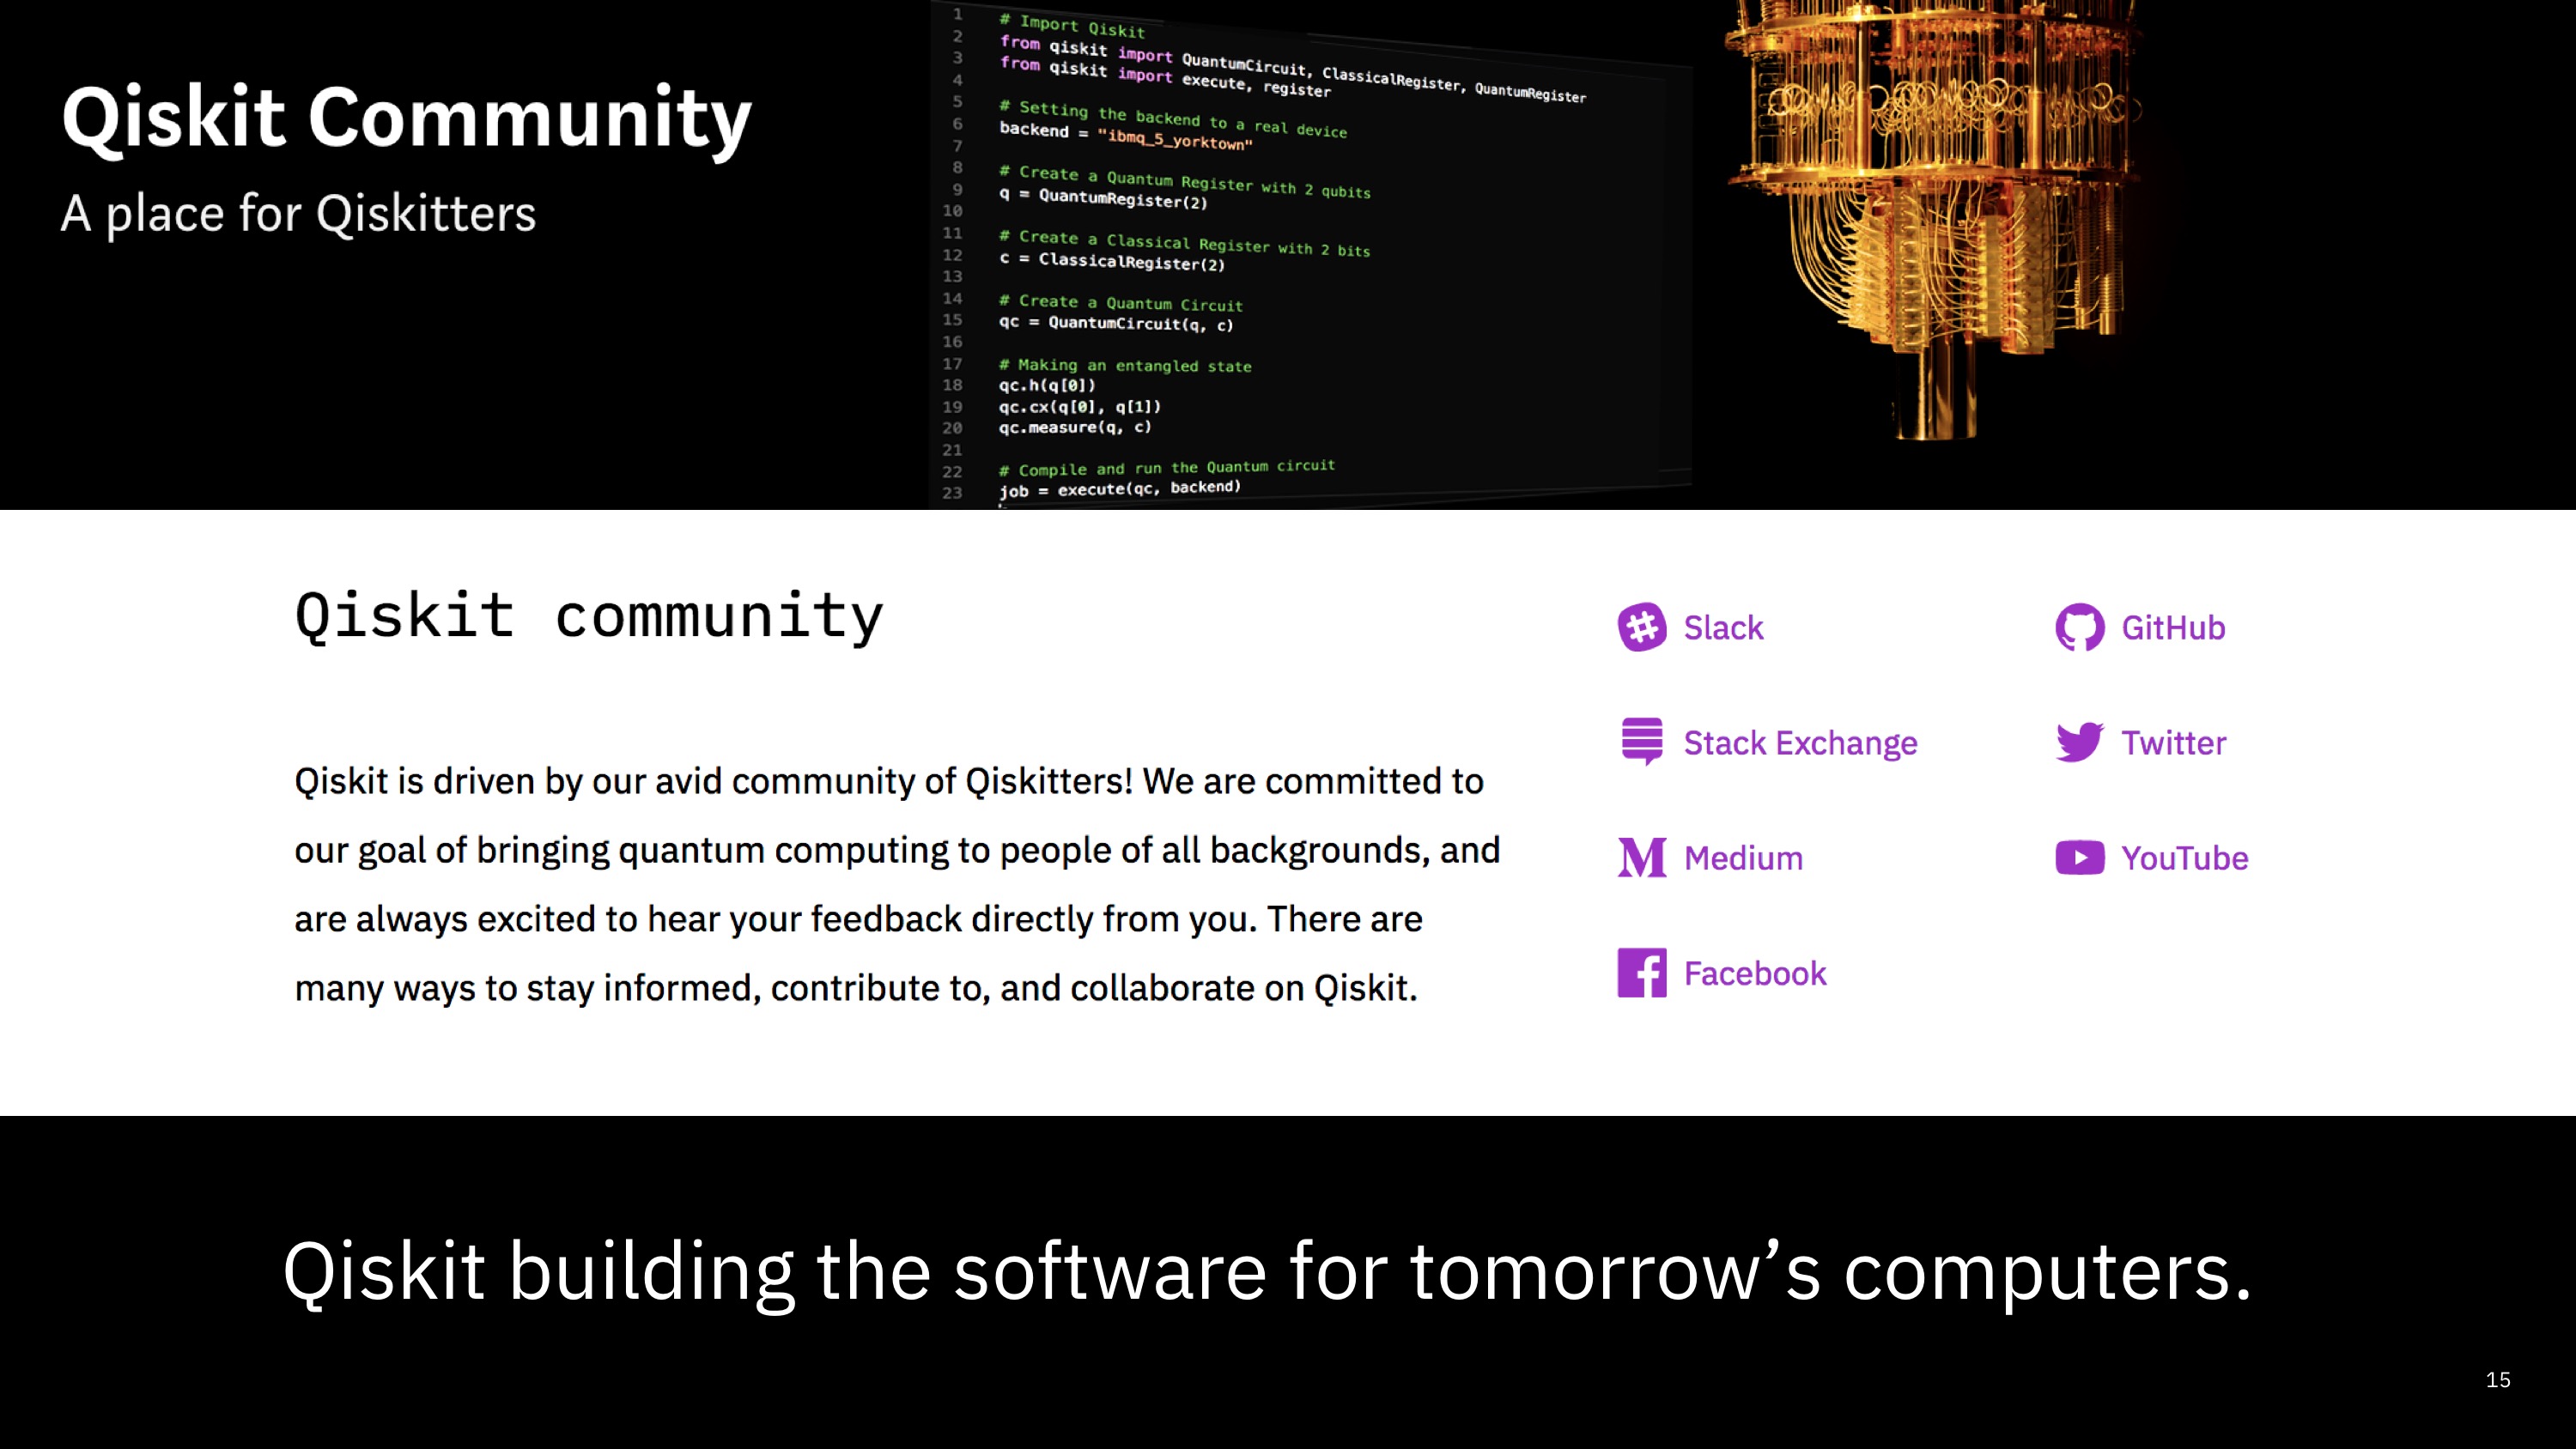 Qiskit Community
A place for Qiskitters
1 # Import Qiskit
2 from qiskit import QuantumCircuit, ClassicalRegister, QuantumRegister
3 from qiskit import execute, register
4
5 # Setting the backend to a real device
6 backend = "ibmq_5_yorktown"
7
8 # Create a Quantum Register with 2 qubits
9 q = QuantumRegister(2)
10
11 # Create a Classical Register with 2 bits
12 c = ClassicalRegister(2)
13
14 # Create a Quantum Circuit
15 qc = QuantumCircuit(q, c)
16
17 # Making an entangled state
18 qc.h(q[0])
19 qc.cx(q[0], q[1])
20 qc.measure(q, c)
21
22 # Compile and run the Quantum circuit
23 job = execute(qc, backend)
Qiskit community
Qiskit is driven by our avid community of Qiskitters! We are committed to
our goal of bringing quantum computing to people of all backgrounds, and
are always excited to hear your feedback directly from you. There are
many ways to stay informed, contribute to, and collaborate on Qiskit.
Slack
GitHub
Stack Exchange
Twitter
Medium
YouTube
Facebook
Qiskit building the software for tomorrow’s computers.
15